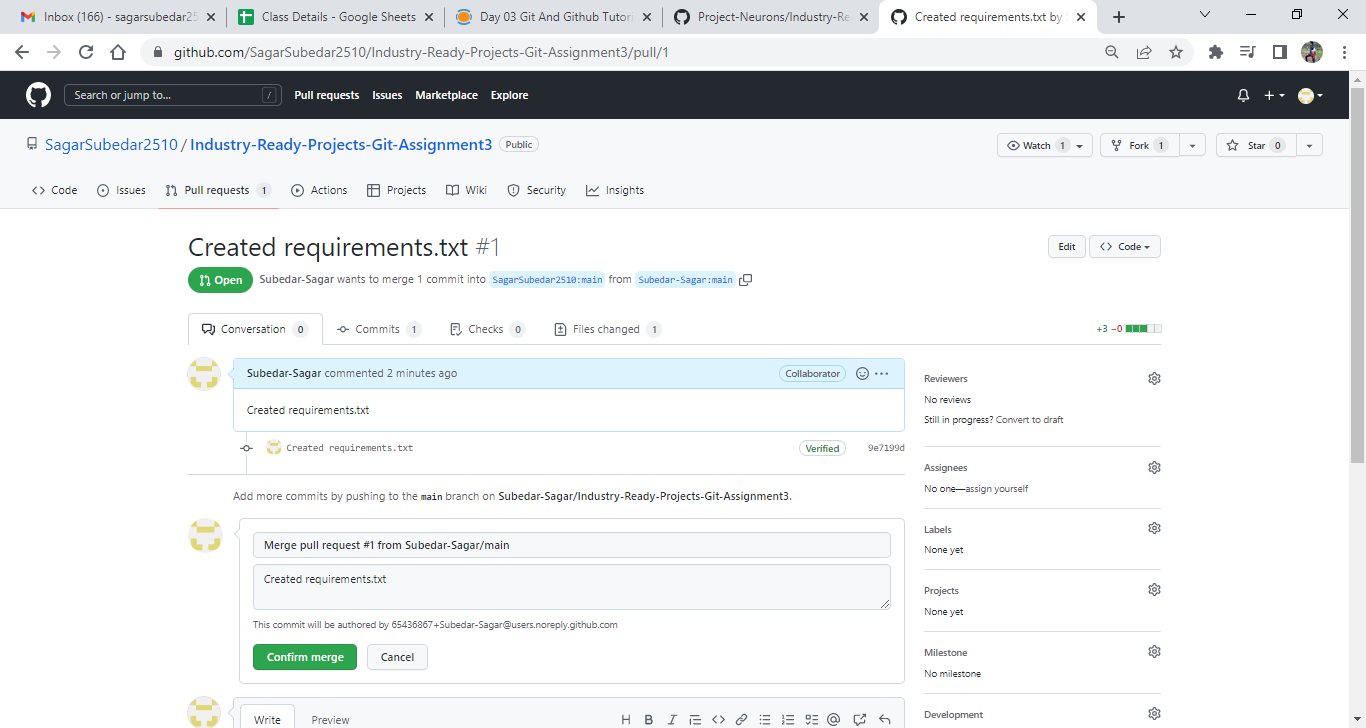 Inbox (166) - sagarsubedar25
Class Details - Google Sheets
Day 03 Git And Github Tutori
Project-Neurons/Industry-Re
Created requirements.txt by
github.com/SagarSubedar2510/Industry-Ready-Projects-Git-Assignment3/pull/1
Search or jump to... /
Pull requests Issues Marketplace Explore
SagarSubedar2510 / Industry-Ready-Projects-Git-Assignment3 Public
Watch 1 Fork 1 Star 0
Code Issues Pull requests 1 Actions Projects Wiki Security Insights
Created requirements.txt #1
Edit <> Code
Open Subedar-Sagar wants to merge 1 commit into SagarSubedar2510:main from Subedar-Sagar:main
Conversation 0 Commits 1 Checks 0 Files changed 1 +3 −0
Subedar-Sagar commented 2 minutes ago Collaborator
Created requirements.txt
Created requirements.txt Verified 9e7199d
Add more commits by pushing to the main branch on Subedar-Sagar/Industry-Ready-Projects-Git-Assignment3.
Merge pull request #1 from Subedar-Sagar/main
Created requirements.txt
This commit will be authored by 65436867+Subedar-Sagar@users.noreply.github.com
Confirm merge Cancel
Write Preview H B I
Reviewers
No reviews
Still in progress? Convert to draft
Assignees
No one—assign yourself
Labels
None yet
Projects
None yet
Milestone
No milestone
Development